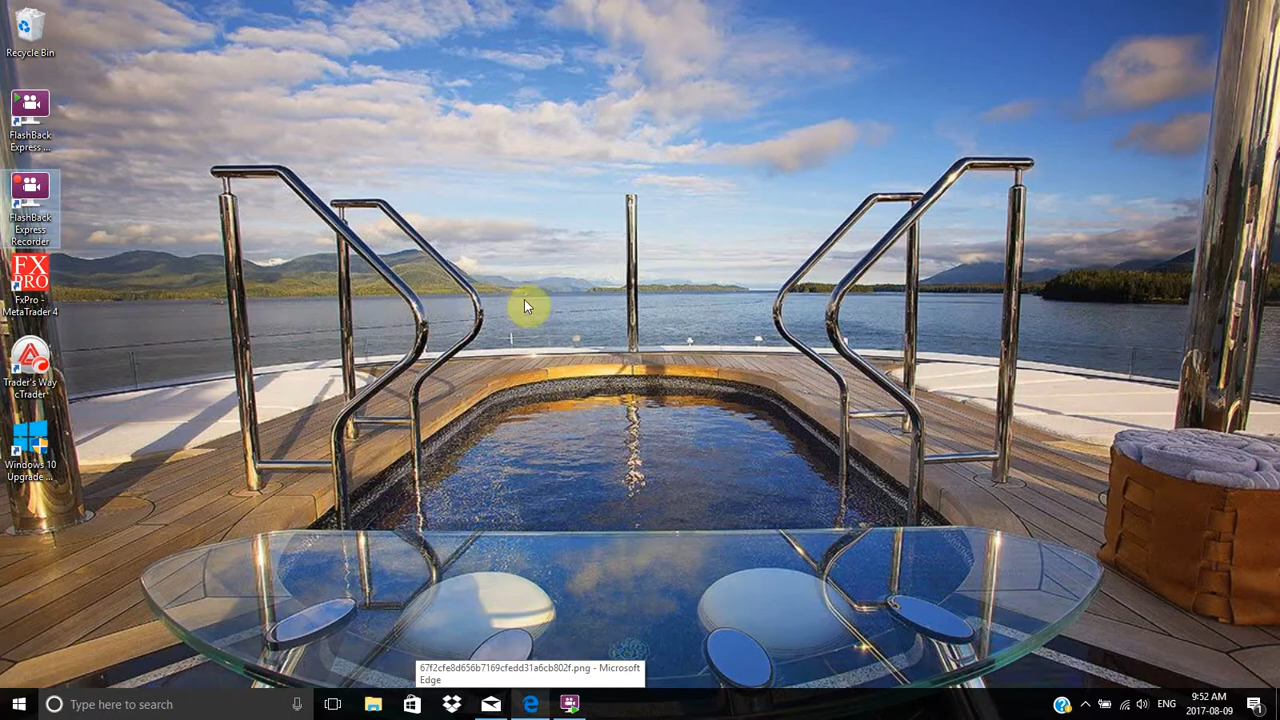 Recycle Bin
FlashBack
Express ...
FlashBack
Express
Recorder
FX
PRO
FxPro -
MetaTrader 4
Trader's Way
cTrader
Windows 10
Upgrade ...
67f2cfe8d656b7169cfedd31a6cb802f.png - Microsoft
Edge
Type here to search
ENG
9:52 AM
2017-08-09
1